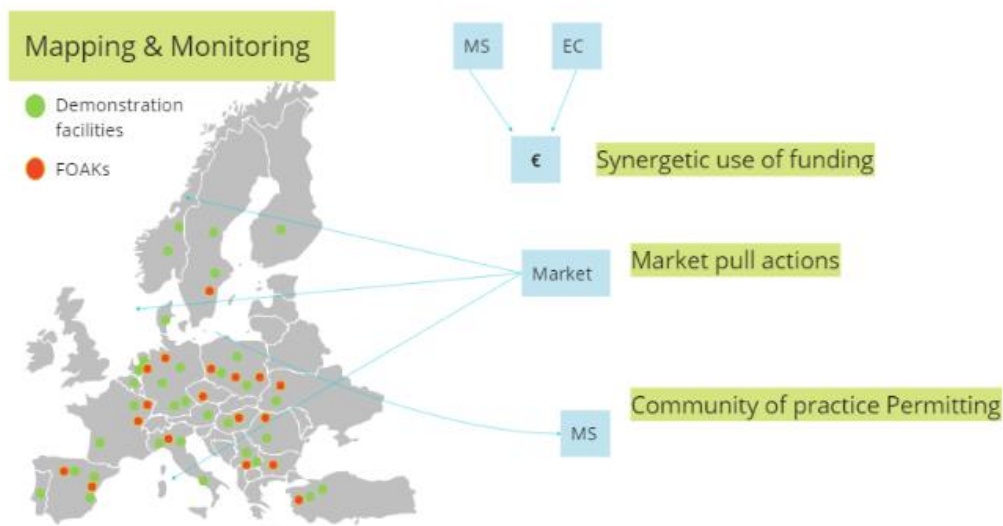 Mapping & Monitoring
Demonstration
facilities
FOAKs
MS
EC
€
Synergetic use of funding
Market
Market pull actions
Community of practice Permitting
MS